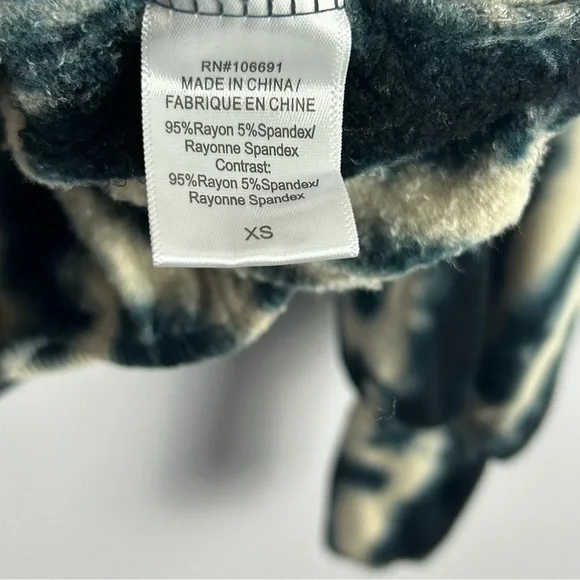 RN#106691
MADE IN CHINA/
FABRIQUE EN CHINE
95%Rayon 5%Spandex/
Rayonne Spandex
Contrast:
95%Rayon 5%Spandex/
Rayonne Spandex
XS